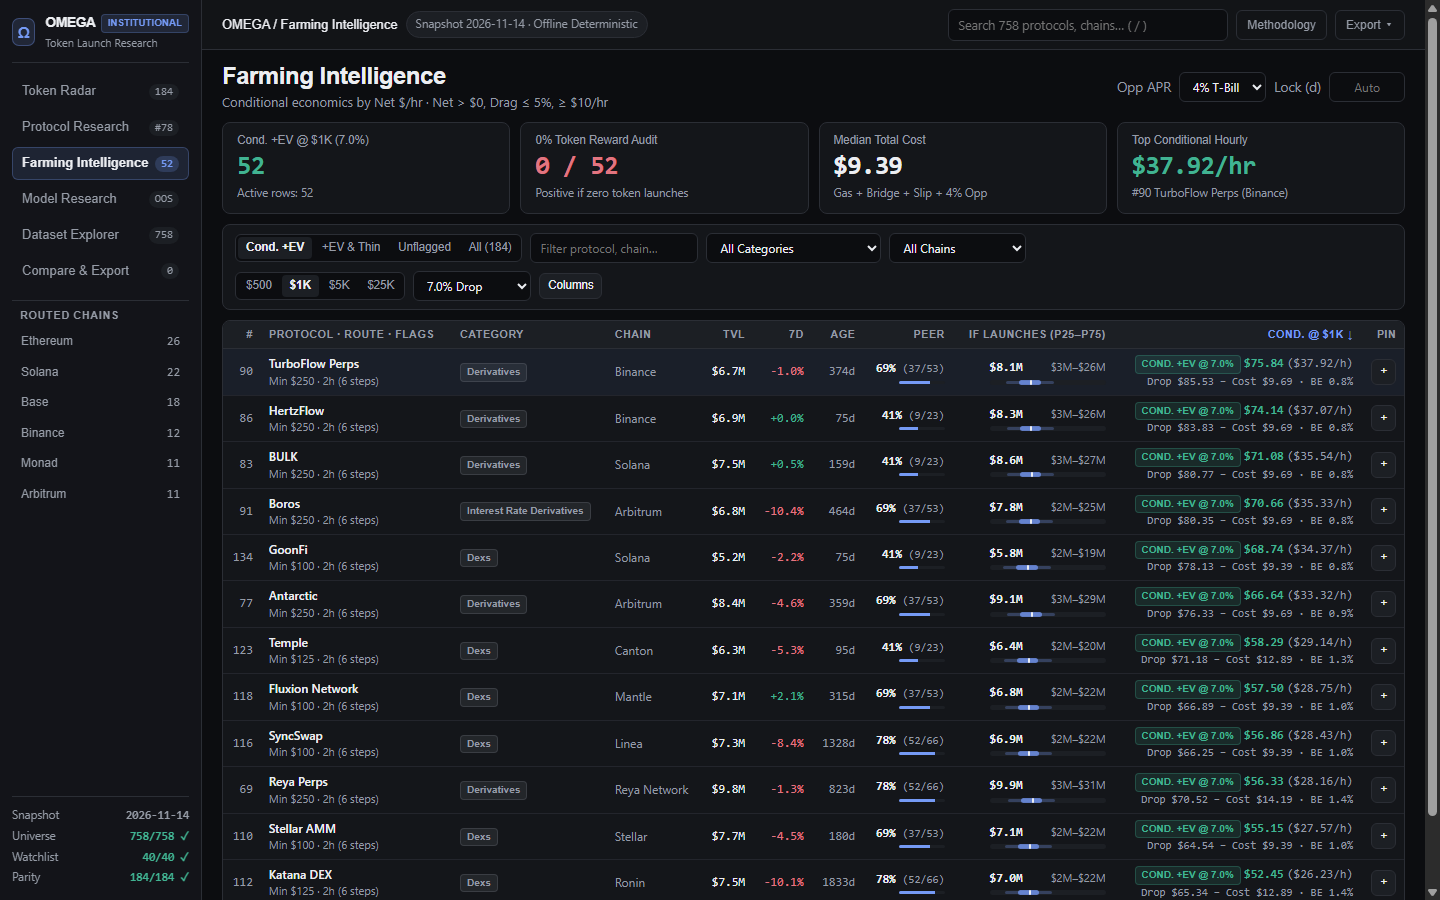 Ω
OMEGA INSTITUTIONAL
Token Launch Research
Token Radar 184
Protocol Research #78
Farming Intelligence 52
Model Research OOS
Dataset Explorer 758
Compare & Export 0
ROUTED CHAINS
Ethereum 26
Solana 22
Base 18
Binance 12
Monad 11
Arbitrum 11
Snapshot 2026-11-14
Universe 758/758 ✓
Watchlist 40/40 ✓
Parity 184/184 ✓
OMEGA / Farming Intelligence Snapshot 2026-11-14 · Offline Deterministic
Search 758 protocols, chains... ( / ) Methodology Export ▾
Farming Intelligence
Conditional economics by Net $/hr · Net > $0, Drag ≤ 5%, ≥ $10/hr
Opp APR 4% T-Bill Lock (d) Auto
Cond. +EV @ $1K (7.0%)
52
Active rows: 52
0% Token Reward Audit
0 / 52
Positive if zero token launches
Median Total Cost
$9.39
Gas + Bridge + Slip + 4% Opp
Top Conditional Hourly
$37.92/hr
#90 TurboFlow Perps (Binance)
Cond. +EV +EV & Thin Unflagged All (184) Filter protocol, chain... All Categories All Chains
$500 $1K $5K $25K 7.0% Drop Columns
# PROTOCOL · ROUTE · FLAGS CATEGORY CHAIN TVL 7D AGE PEER IF LAUNCHES (P25–P75) COND. @ $1K ↓ PIN
90 TurboFlow Perps Derivatives Binance $6.7M -1.0% 374d 69% (37/53) $8.1M $3M–$26M COND. +EV @ 7.0% $75.84 ($37.92/h) +
Min $250 · 2h (6 steps) Drop $85.53 − Cost $9.69 · BE 0.8%
86 HertzFlow Derivatives Binance $6.9M +0.0% 75d 41% (9/23) $8.3M $3M–$26M COND. +EV @ 7.0% $74.14 ($37.07/h) +
Min $250 · 2h (6 steps) Drop $83.83 − Cost $9.69 · BE 0.8%
83 BULK Derivatives Solana $7.5M +0.5% 159d 41% (9/23) $8.6M $3M–$27M COND. +EV @ 7.0% $71.08 ($35.54/h) +
Min $250 · 2h (6 steps) Drop $80.77 − Cost $9.69 · BE 0.8%
91 Boros Interest Rate Derivatives Arbitrum $6.8M -10.4% 464d 69% (37/53) $7.8M $2M–$25M COND. +EV @ 7.0% $70.66 ($35.33/h) +
Min $250 · 2h (6 steps) Drop $80.35 − Cost $9.69 · BE 0.8%
134 GoonFi Dexs Solana $5.2M -2.2% 75d 41% (9/23) $5.8M $2M–$19M COND. +EV @ 7.0% $68.74 ($34.37/h) +
Min $100 · 2h (6 steps) Drop $78.13 − Cost $9.39 · BE 0.8%
77 Antarctic Derivatives Arbitrum $8.4M -4.6% 359d 69% (37/53) $9.1M $3M–$29M COND. +EV @ 7.0% $66.64 ($33.32/h) +
Min $250 · 2h (6 steps) Drop $76.33 − Cost $9.69 · BE 0.9%
123 Temple Dexs Canton $6.3M -5.3% 95d 41% (9/23) $6.4M $2M–$20M COND. +EV @ 7.0% $58.29 ($29.14/h) +
Min $125 · 2h (6 steps) Drop $71.18 − Cost $12.89 · BE 1.3%
118 Fluxion Network Dexs Mantle $7.1M +2.1% 315d 69% (37/53) $6.8M $2M–$22M COND. +EV @ 7.0% $57.50 ($28.75/h) +
Min $100 · 2h (6 steps) Drop $66.89 − Cost $9.39 · BE 1.0%
116 SyncSwap Dexs Linea $7.3M -8.4% 1328d 78% (52/66) $6.9M $2M–$22M COND. +EV @ 7.0% $56.86 ($28.43/h) +
Min $100 · 2h (6 steps) Drop $66.25 − Cost $9.39 · BE 1.0%
69 Reya Perps Derivatives Reya Network $9.8M -1.3% 823d 78% (52/66) $9.9M $3M–$31M COND. +EV @ 7.0% $56.33 ($28.16/h) +
Min $250 · 2h (6 steps) Drop $70.52 − Cost $14.19 · BE 1.4%
110 Stellar AMM Dexs Stellar $7.7M -4.5% 180d 69% (37/53) $7.1M $2M–$22M COND. +EV @ 7.0% $55.15 ($27.57/h) +
Min $100 · 2h (6 steps) Drop $64.54 − Cost $9.39 · BE 1.0%
112 Katana DEX Dexs Ronin $7.5M -10.1% 1833d 78% (52/66) $7.0M $2M–$22M COND. +EV @ 7.0% $52.45 ($26.23/h) +
Min $125 · 2h (6 steps) Drop $65.34 − Cost $12.89 · BE 1.4%